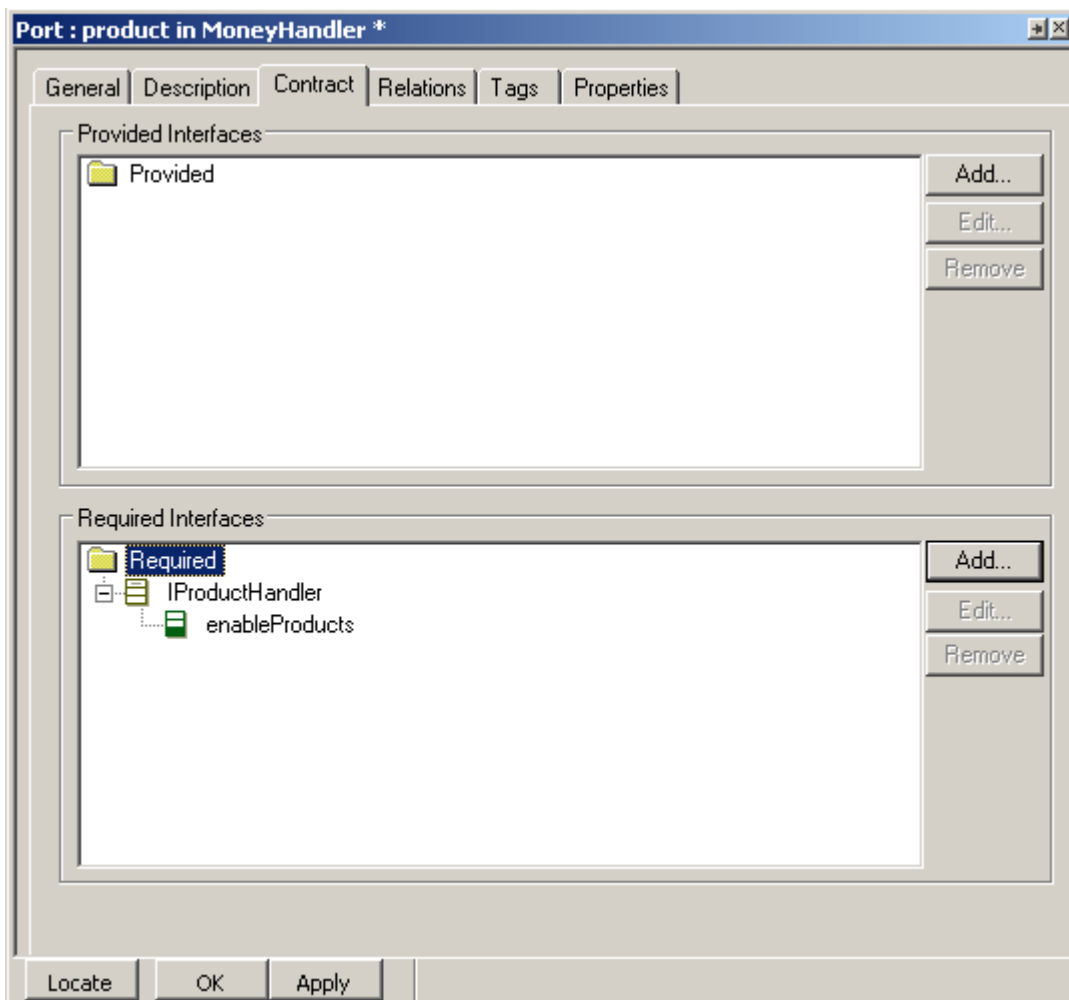 Port : product in MoneyHandler *
General Description Contract Relations Tags Properties
Provided Interfaces
Provided
Add...
Edit...
Remove
Required Interfaces
Required
IProductHandler
enableProducts
Add...
Edit...
Remove
Locate OK Apply